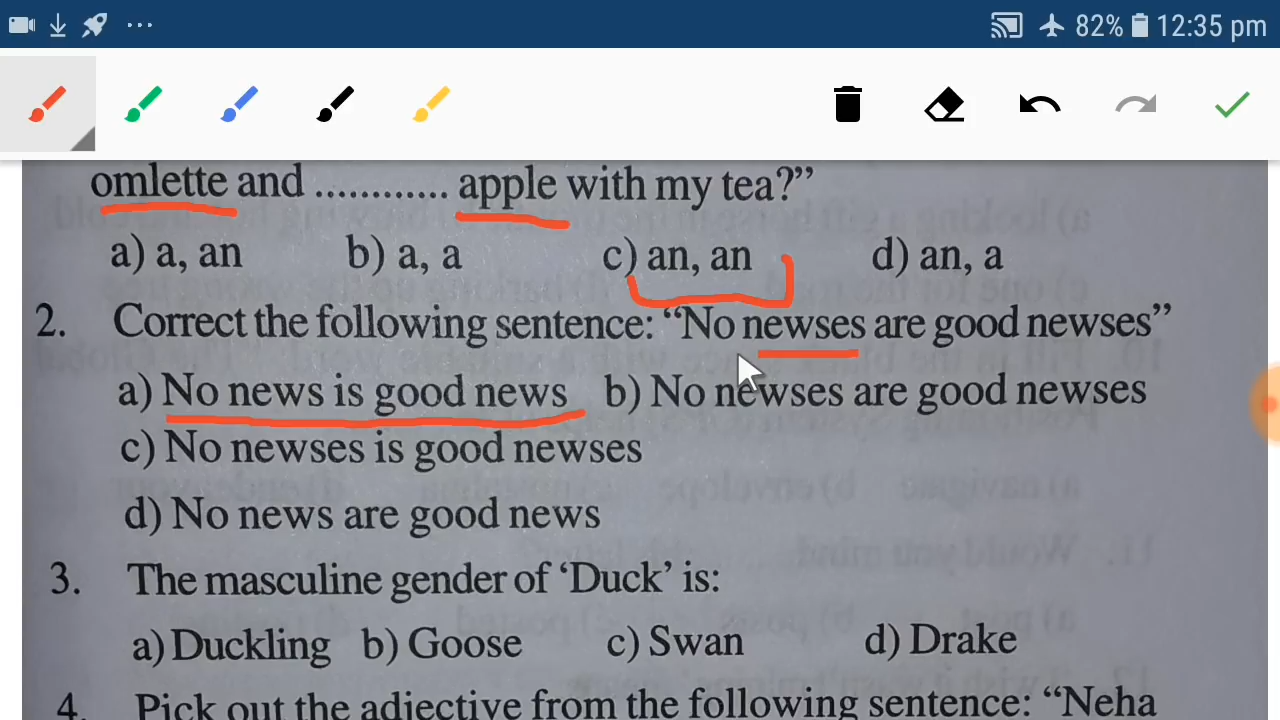 82% 12:35 pm
omlette and ............ apple with my tea?”
a) a, an b) a, a c) an, an d) an, a
2. Correct the following sentence: “No newses are good newses”
a) No news is good news b) No newses are good newses
c) No newses is good newses
d) No news are good news
3. The masculine gender of ‘Duck’ is:
a) Duckling b) Goose c) Swan d) Drake
4. Pick out the adjective from the following sentence: “Neha